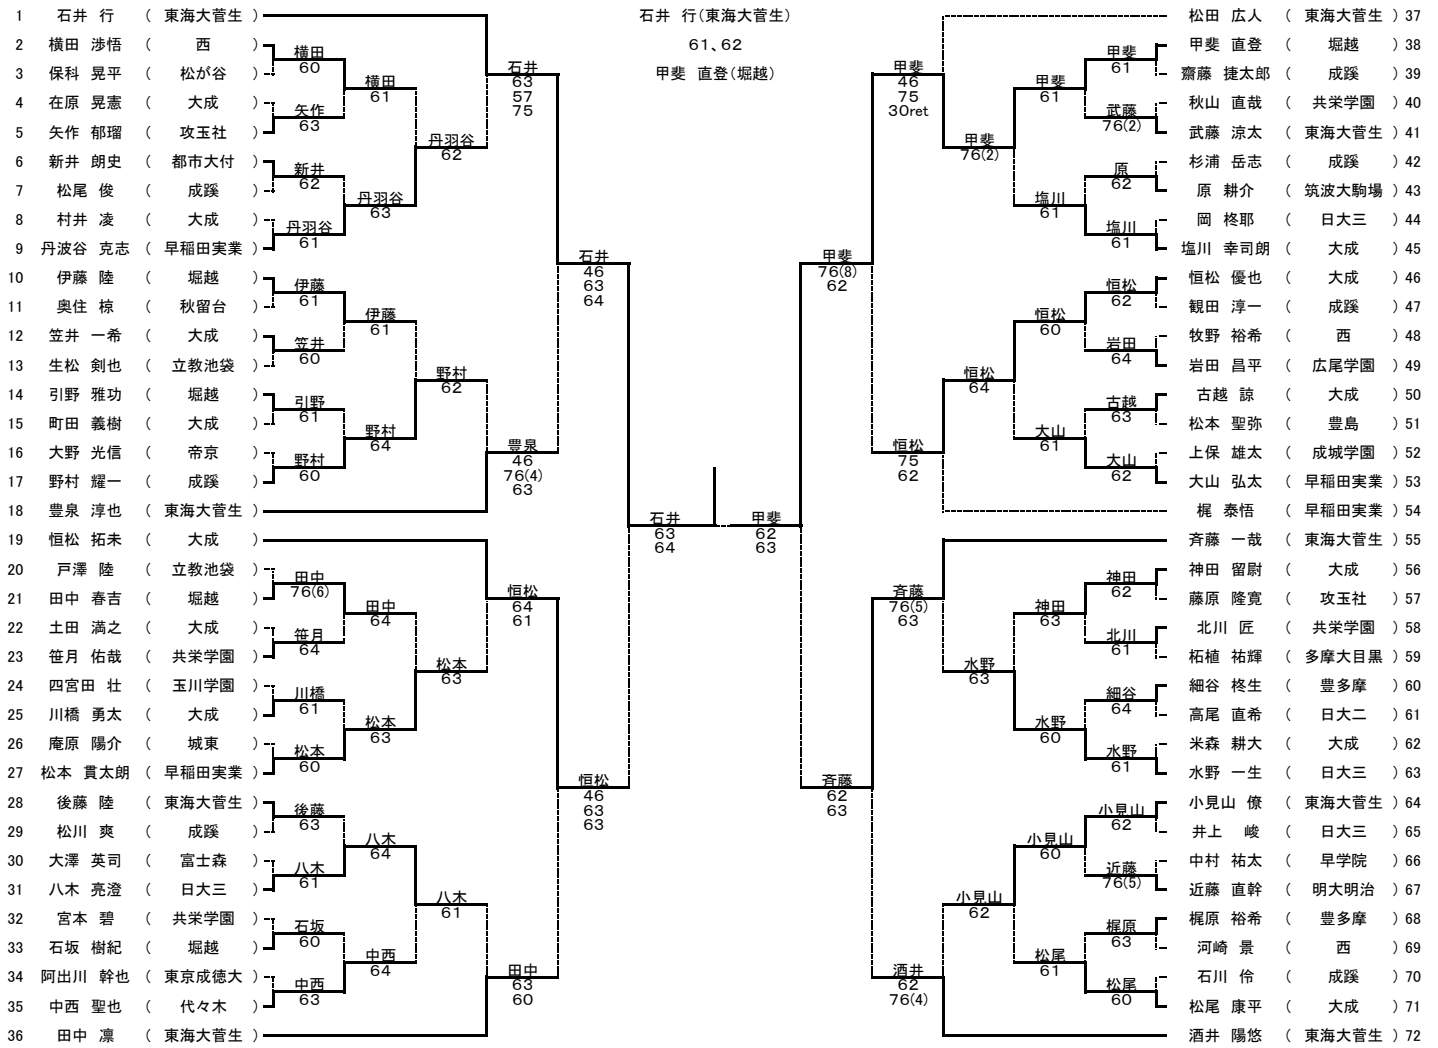 石井 行(東海大菅生)
61、62
甲斐 直登(堀越)
1 石井 行 ( 東海大菅生 )
2 横田 渉悟 ( 西 )
3 保科 晃平 ( 松が谷 )
4 在原 晃憲 ( 大成 )
5 矢作 郁瑠 ( 攻玉社 )
6 新井 朗史 ( 都市大付 )
7 松尾 俊 ( 成蹊 )
8 村井 凌 ( 大成 )
9 丹波谷 克志 ( 早稲田実業 )
10 伊藤 陸 ( 堀越 )
11 奥住 椋 ( 秋留台 )
12 笠井 一希 ( 大成 )
13 生松 剣也 ( 立教池袋 )
14 引野 雅功 ( 堀越 )
15 町田 義樹 ( 大成 )
16 大野 光信 ( 帝京 )
17 野村 耀一 ( 成蹊 )
18 豊泉 淳也 ( 東海大菅生 )
19 恒松 拓未 ( 大成 )
20 戸澤 陸 ( 立教池袋 )
21 田中 春吉 ( 堀越 )
22 土田 満之 ( 大成 )
23 笹月 佑哉 ( 共栄学園 )
24 四宮田 壮 ( 玉川学園 )
25 川橋 勇太 ( 大成 )
26 庵原 陽介 ( 城東 )
27 松本 貫太朗 ( 早稲田実業 )
28 後藤 陸 ( 東海大菅生 )
29 松川 爽 ( 成蹊 )
30 大澤 英司 ( 富士森 )
31 八木 亮澄 ( 日大三 )
32 宮本 碧 ( 共栄学園 )
33 石坂 樹紀 ( 堀越 )
34 阿出川 幹也 ( 東京成徳大 )
35 中西 聖也 ( 代々木 )
36 田中 凛 ( 東海大菅生 )
横田
60
矢作
63
新井
62
丹羽谷
61
伊藤
61
笠井
60
引野
61
野村
60
田中
76(6)
笹月
64
川橋
61
松本
60
後藤
63
八木
61
石坂
60
中西
63
横田
61
丹羽谷
63
伊藤
61
野村
64
田中
64
松本
63
八木
64
中西
64
丹羽谷
62
野村
62
松本
63
八木
61
石井
63
57
75
豊泉
46
76(4)
63
恒松
64
61
田中
63
60
石井
46
63
64
恒松
46
63
63
石井
63
64
甲斐
62
63
甲斐
76(8)
62
斉藤
62
63
甲斐
46
75
30ret
恒松
75
62
斉藤
76(5)
63
酒井
62
76(4)
甲斐
76(2)
恒松
64
水野
63
小見山
62
甲斐
61
塩川
61
恒松
60
大山
61
神田
63
水野
60
小見山
60
松尾
61
甲斐
61
武藤
76(2)
原
62
塩川
61
恒松
62
岩田
64
古越
63
大山
62
神田
62
北川
61
細谷
64
水野
61
小見山
62
近藤
76(5)
梶原
63
松尾
60
松田 広人 ( 東海大菅生 ) 37
甲斐 直登 ( 堀越 ) 38
齋藤 捷太郎 ( 成蹊 ) 39
秋山 直哉 ( 共栄学園 ) 40
武藤 涼太 ( 東海大菅生 ) 41
杉浦 岳志 ( 成蹊 ) 42
原 耕介 ( 筑波大駒場 ) 43
岡 柊耶 ( 日大三 ) 44
塩川 幸司朗 ( 大成 ) 45
恒松 優也 ( 大成 ) 46
観田 淳一 ( 成蹊 ) 47
牧野 裕希 ( 西 ) 48
岩田 昌平 ( 広尾学園 ) 49
古越 諒 ( 大成 ) 50
松本 聖弥 ( 豊島 ) 51
上保 雄太 ( 成城学園 ) 52
大山 弘太 ( 早稲田実業 ) 53
梶 泰悟 ( 早稲田実業 ) 54
斉藤 一哉 ( 東海大菅生 ) 55
神田 留尉 ( 大成 ) 56
藤原 隆寛 ( 攻玉社 ) 57
北川 匠 ( 共栄学園 ) 58
柘植 祐輝 ( 多摩大目黒 ) 59
細谷 柊生 ( 豊多摩 ) 60
高尾 直希 ( 日大二 ) 61
米森 耕大 ( 大成 ) 62
水野 一生 ( 日大三 ) 63
小見山 僚 ( 東海大菅生 ) 64
井上 峻 ( 日大三 ) 65
中村 祐太 ( 早学院 ) 66
近藤 直幹 ( 明大明治 ) 67
梶原 裕希 ( 豊多摩 ) 68
河崎 景 ( 西 ) 69
石川 伶 ( 成蹊 ) 70
松尾 康平 ( 大成 ) 71
酒井 陽悠 ( 東海大菅生 ) 72